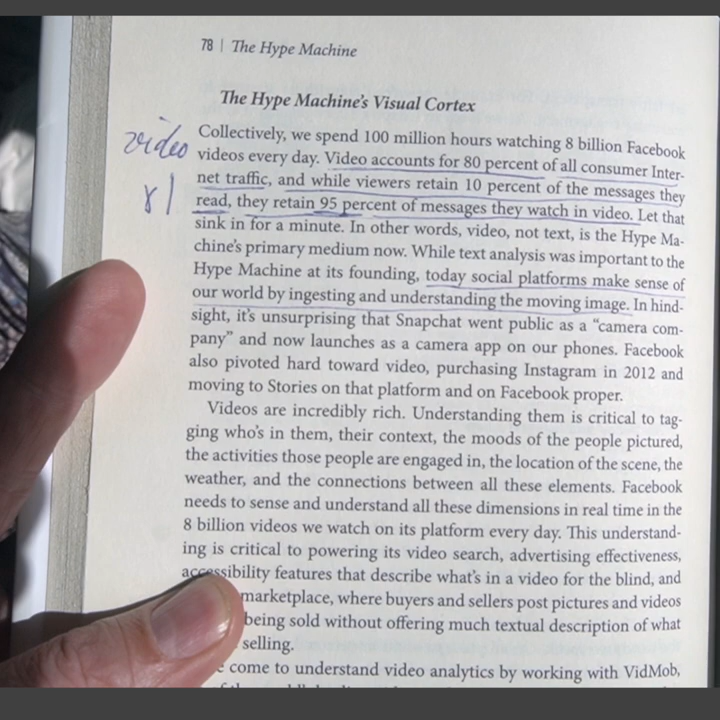 78 | The Hype Machine
The Hype Machine's Visual Cortex
video
Collectively, we spend 100 million hours watching 8 billion Facebook
videos every day. Video accounts for 80 percent of all consumer Inter-
net traffic, and while viewers retain 10 percent of the messages they
read, they retain 95 percent of messages they watch in video. Let that
sink in for a minute. In other words, video, not text, is the Hype Ma-
chine's primary medium now. While text analysis was important to the
Hype Machine at its founding, today social platforms make sense of
our world by ingesting and understanding the moving image. In hind-
sight, it's unsurprising that Snapchat went public as a "camera com-
pany" and now launches as a camera app on our phones. Facebook
also pivoted hard toward video, purchasing Instagram in 2012 and
moving to Stories on that platform and on Facebook proper.
Videos are incredibly rich. Understanding them is critical to tag-
ging who's in them, their context, the moods of the people pictured,
the activities those people are engaged in, the location of the scene, the
weather, and the connections between all these elements. Facebook
needs to sense and understand all these dimensions in real time in the
8 billion videos we watch on its platform every day. This understand-
ing is critical to powering its video search, advertising effectiveness,
accessibility features that describe what's in a video for the blind, and
marketplace, where buyers and sellers post pictures and videos
being sold without offering much textual description of what
selling.
come to understand video analytics by working with VidMob,